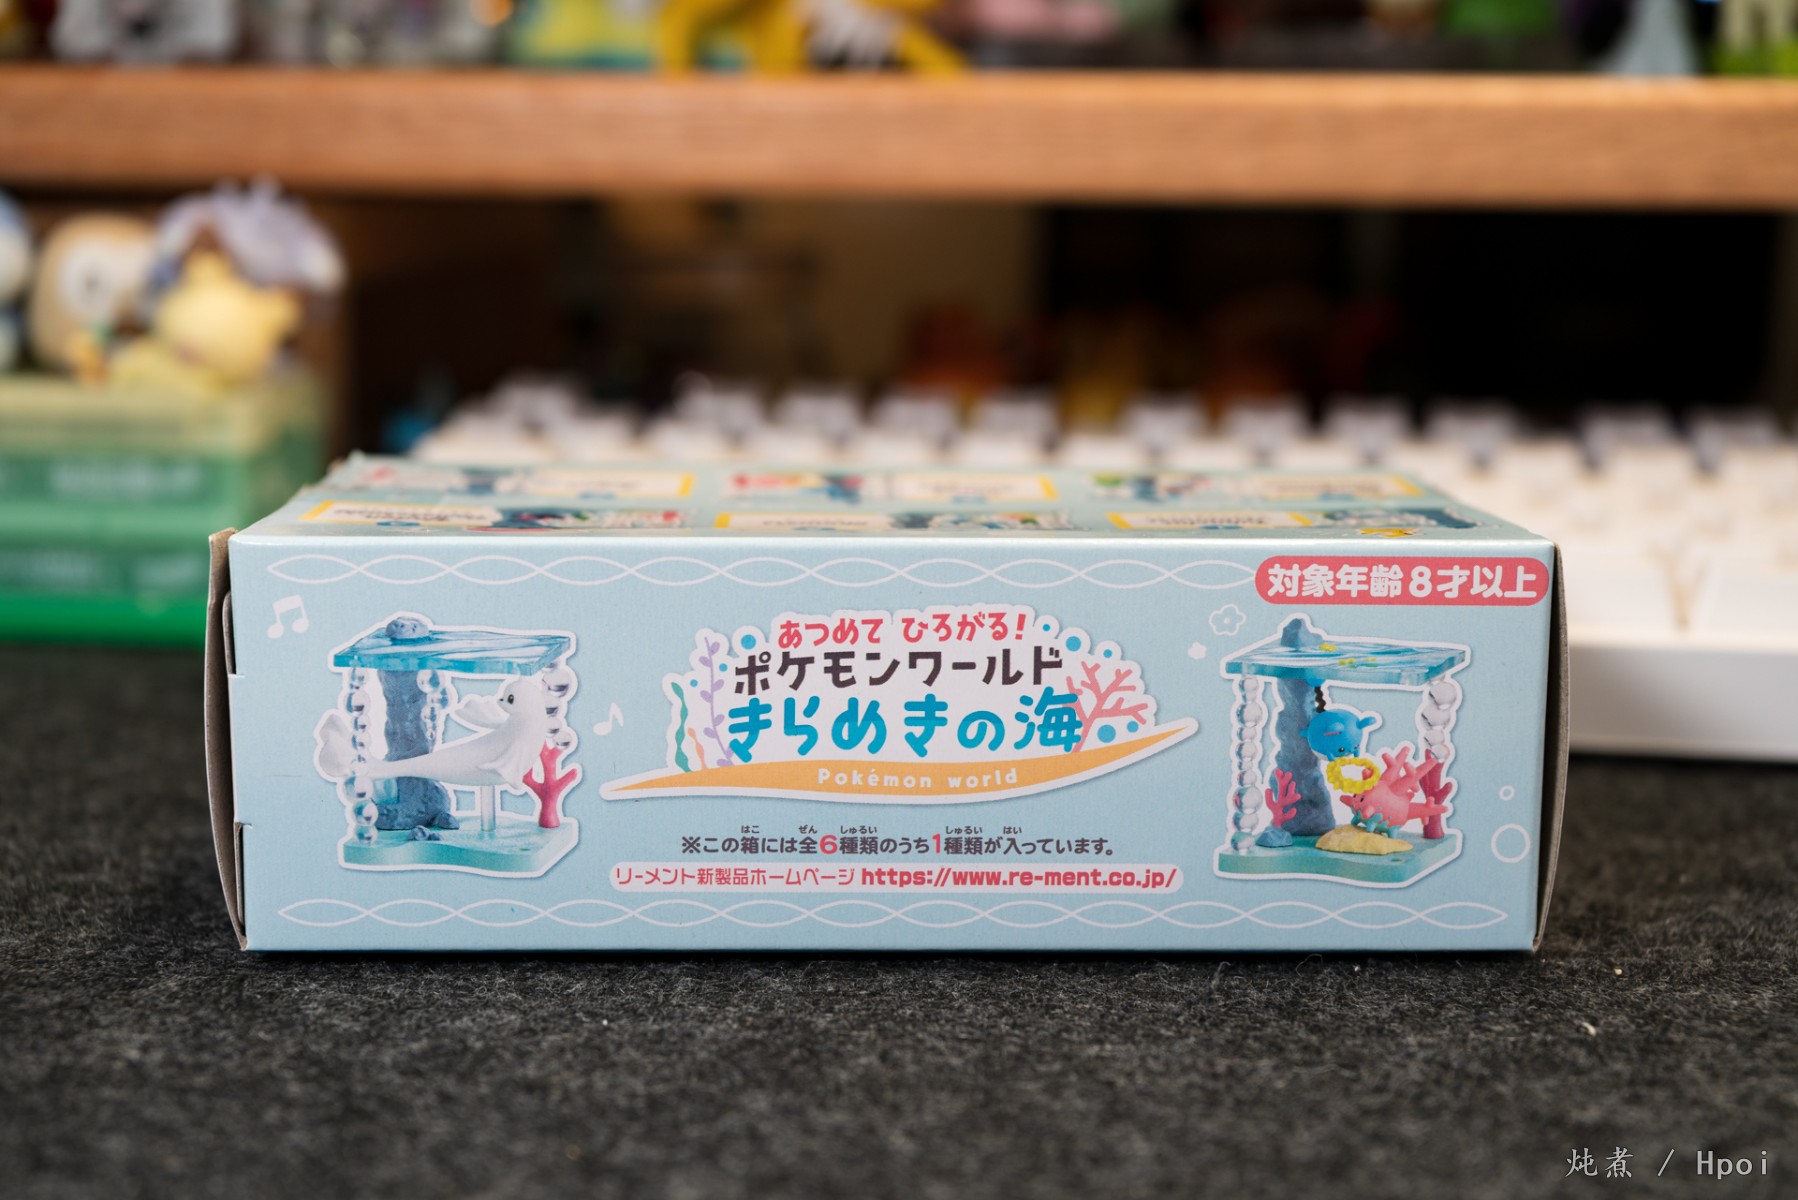 対象年齢8才以上
あつめて ひろがる!
ポケモンワールド
きらめきの海
Pokémon world
※この箱には全6種類のうち1種類が入っています。
はこ ぜん しゅるい しゅるい はい
リーメント新製品ホームページ https://www.re-ment.co.jp/
炖煮 / Hpoi